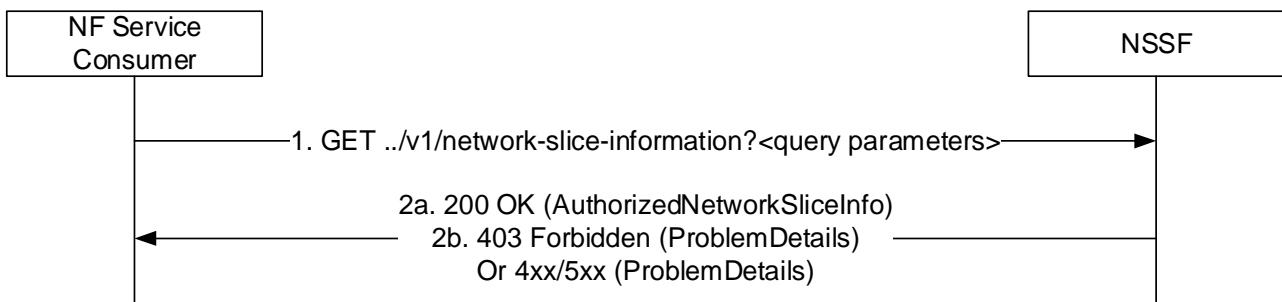 NF Service
Consumer
NSSF
1. GET ../v1/network-slice-information?<query parameters>
2a. 200 OK (AuthorizedNetworkSliceInfo)
2b. 403 Forbidden (ProblemDetails)
Or 4xx/5xx (ProblemDetails)